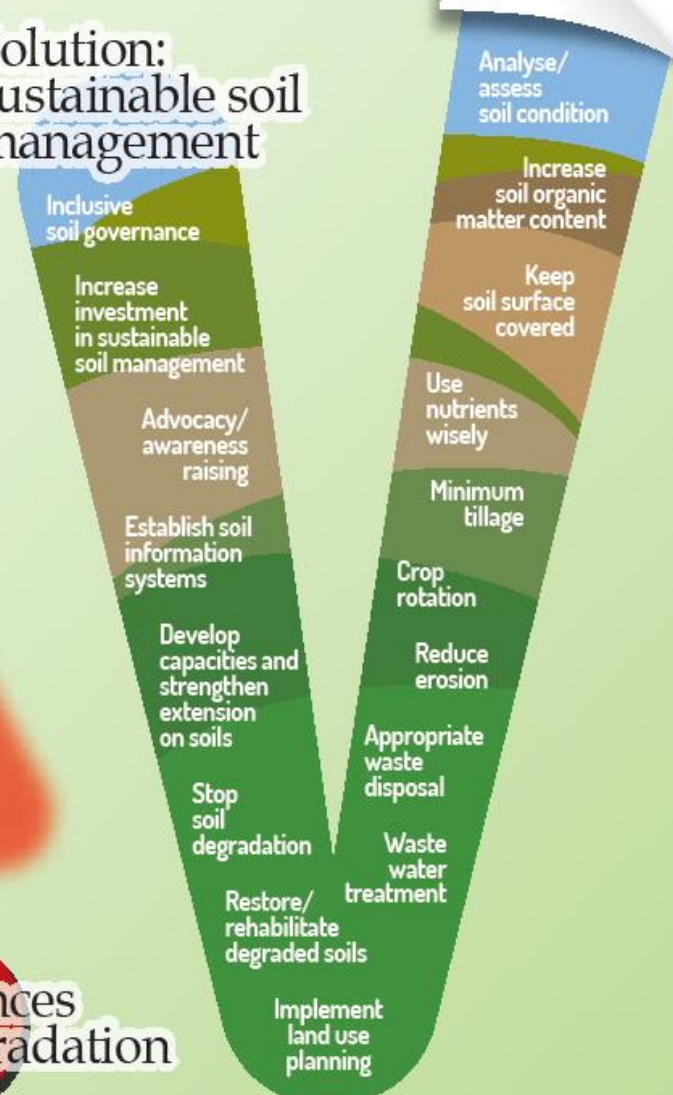 olution:
ustainable soil
management
Inclusive
soil governance
Increase
investment
in sustainable
soil management
Advocacy/
awareness
raising
Establish soil
information
systems
Develop
capacities and
strengthen
extension
on soils
Stop
soil
degradation
Restore/
rehabilitate
degraded soils
Implement
land use
planning
Analyse/
assess
soil condition
Increase
soil organic
matter content
Keep
soil surface
covered
Use
nutrients
wisely
Minimum
tillage
Crop
rotation
Reduce
erosion
Appropriate
waste
disposal
Waste
water
treatment
nces
radation